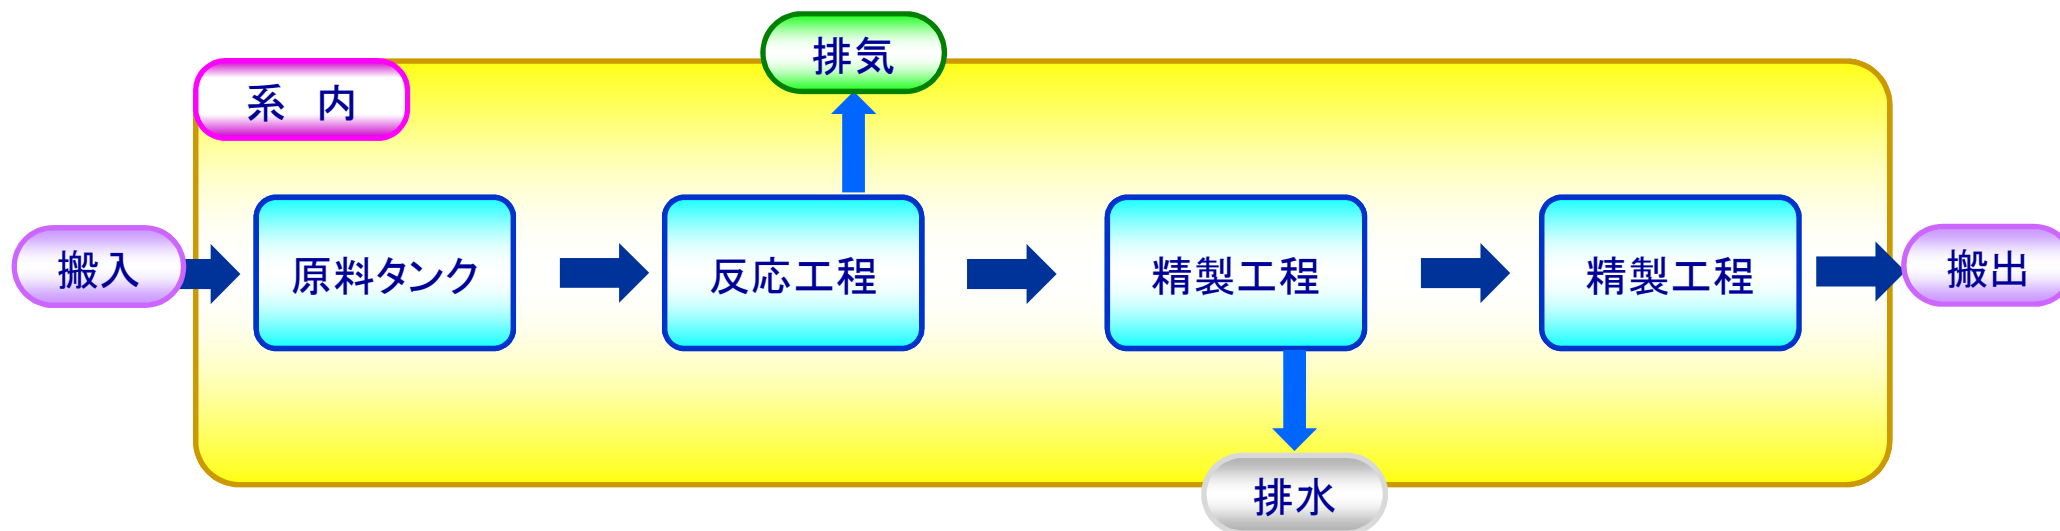 排気
系　内
搬入
原料タンク
反応工程
精製工程
精製工程
搬出
排水